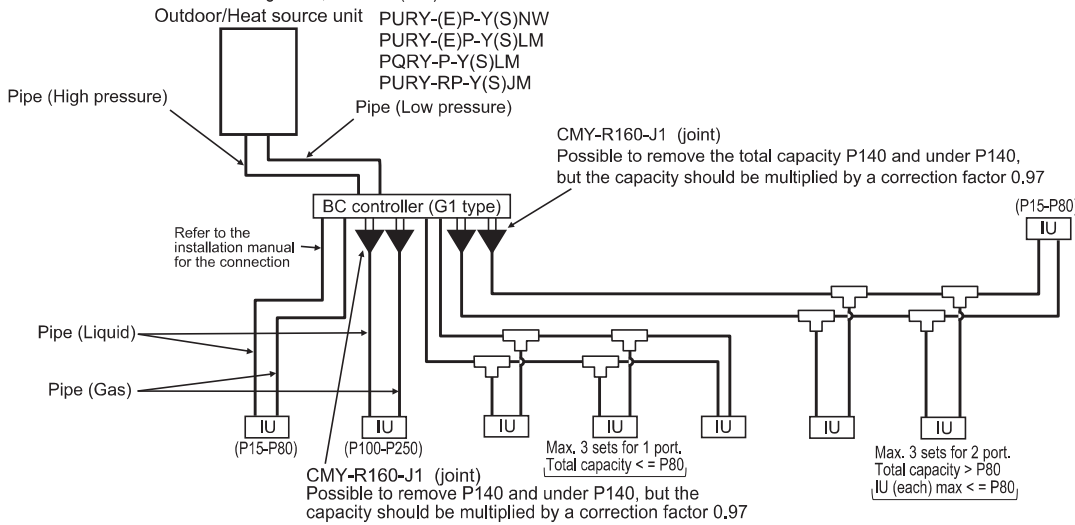 Outdoor/Heat source unit
PURY-(E)P-Y(S)NW
PURY-(E)P-Y(S)LM
PQRY-P-Y(S)LM
PURY-RP-Y(S)JM
Pipe (High pressure)
Pipe (Low pressure)
CMY-R160-J1 (joint)
Possible to remove the total capacity P140 and under P140,
but the capacity should be multiplied by a correction factor 0,97
BC controller (G1 type)
(P15-P80)
IU
Refer to the
installation manual
for the connection
Pipe (Liquid)
Pipe (Gas)
IU
(P15-P80)
IU
(P100-P250)
IU
IU
IU
IU
IU
Max. 3 sets for 1 port.
Total capacity < = P80
Max. 3 sets for 2 port.
Total capacity > P80
IU (each) max < = P80
CMY-R160-J1 (joint)
Possible to remove P140 and under P140, but the
capacity should be multiplied by a correction factor 0,97